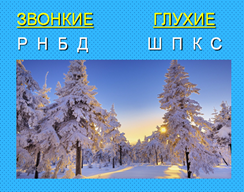 ЗВОНКИЕ ГЛУХИЕ
Р Н Б Д Ш П К С